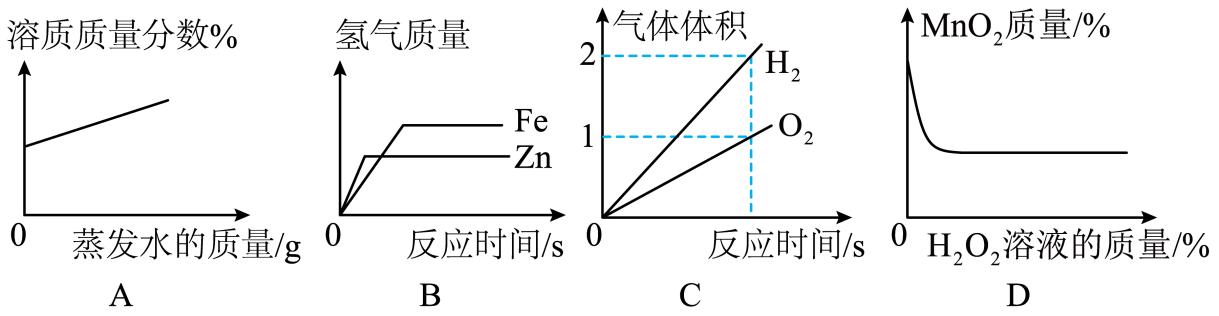 溶质质量分数%
0
蒸发水的质量/g
A
氢气质量
Fe
Zn
0
反应时间/s
B
气体体积
2
H₂
1
O₂
0
反应时间/s
C
MnO₂质量/%
0
H₂O₂溶液的质量/%
D